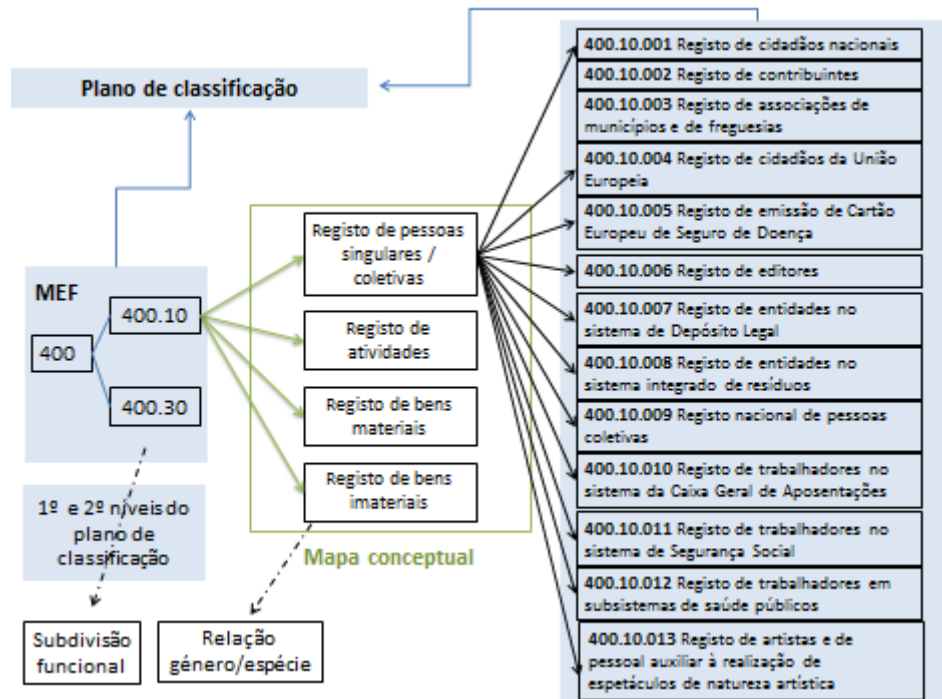 Plano de classificação
MEF
400
400.10
400.30
1º e 2º níveis do
plano de
classificação
Subdivisão
funcional
Registo de pessoas
singulares /
coletivas
Registo de
atividades
Registo de bens
materiais
Registo de bens
imateriais
Mapa conceptual
Relação
género/espécie
400.10.001 Registo de cidadãos nacionais
400.10.002 Registo de contribuintes
400.10.003 Registo de associações de
municípios e de freguesias
400.10.004 Registo de cidadãos da União
Europeia
400.10.005 Registo de emissão de Cartão
Europeu de Seguro de Doença
400.10.006 Registo de editores
400.10.007 Registo de entidades no
sistema de Depósito Legal
400.10.008 Registo de entidades no
sistema integrado de resíduos
400.10.009 Registo nacional de pessoas
coletivas
400.10.010 Registo de trabalhadores no
sistema da Caixa Geral de Aposentações
400.10.011 Registo de trabalhadores no
sistema de Segurança Social
400.10.012 Registo de trabalhadores em
subsistemas de saúde públicos
400.10.013 Registo de artistas e de
pessoal auxiliar à realização de
espetáculos de natureza artística